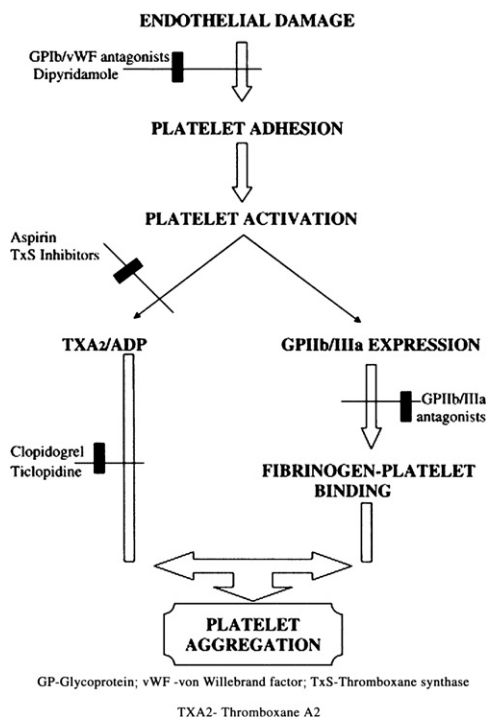 ENDOTHELIAL DAMAGE
GPIb/vWF antagonists
Dipyridamole
PLATELET ADHESION
PLATELET ACTIVATION
Aspirin
TxS Inhibitors
TXA2/ADP
GPIIb/IIIa EXPRESSION
GPIIb/IIIa
antagonists
Clopidogrel
Ticlopidine
FIBRINOGEN-PLATELET
BINDING
PLATELET
AGGREGATION
GP-Glycoprotein; vWF -von Willebrand factor; TxS-Thromboxane synthase
TXA2- Thromboxane A2